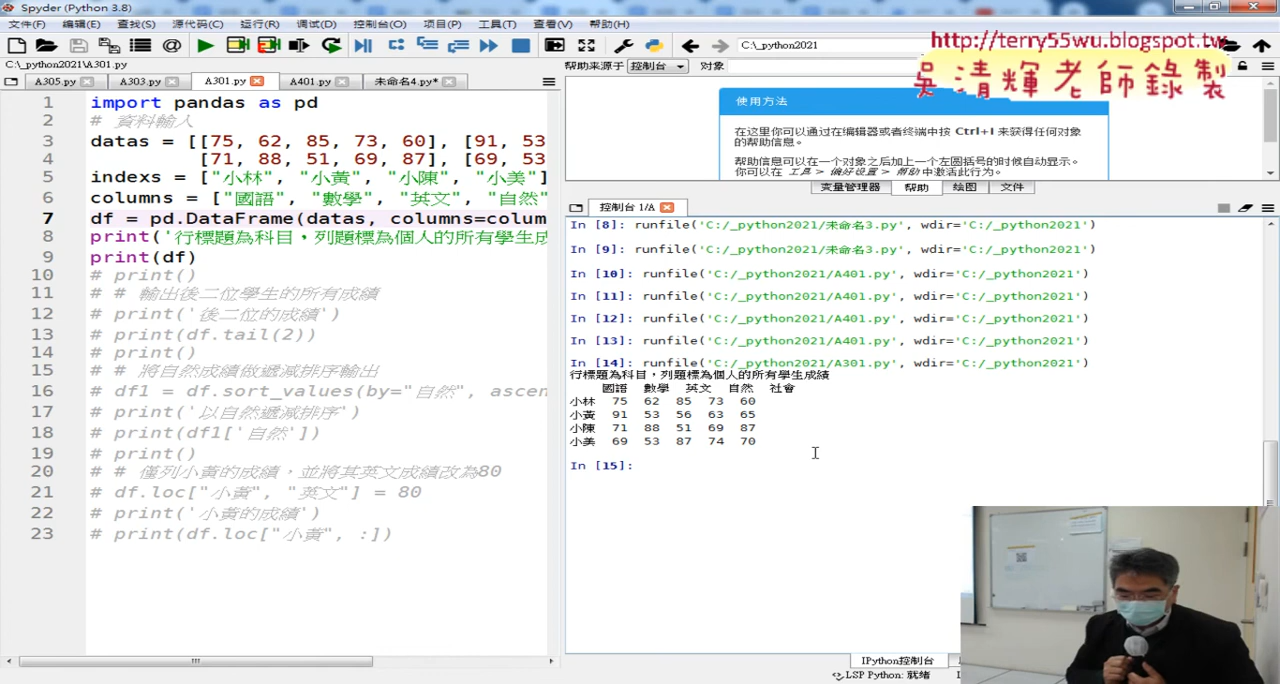 Spyder (Python 3.8)
文件(F) 编辑(E) 查找(S) 源代码(C) 运行(R) 调试(D) 控制台(O) 项目(P) 工具(T) 查看(V) 帮助(H)
C:\_python2021
http://terry55wu.blogspot.tw
吳清輝老師錄製
C:\_python2021\A301.py
帮助来源于 控制台 对象
A305.py A303.py A301.py A401.py 未命名4.py*
1 import pandas as pd
2 # 資料輸入
3 datas = [[75, 62, 85, 73, 60], [91, 53
4 [71, 88, 51, 69, 87], [69, 53
5 indexs = ["小林", "小黃", "小陳", "小美"]
6 columns = ["國語", "數學", "英文", "自然"
7 df = pd.DataFrame(datas, columns=colum
8 print('行標題為科目，列題標為個人的所有學生成
9 print(df)
10 # print()
11 # # 輸出後二位學生的所有成績
12 # print('後二位的成績')
13 # print(df.tail(2))
14 # print()
15 # # 將自然成績做遞減排序輸出
16 # df1 = df.sort_values(by="自然", ascen
17 # print('以自然遞減排序')
18 # print(df1['自然'])
19 # print()
20 # # 僅列小黃的成績，並將其英文成績改為80
21 # df.loc["小黃", "英文"] = 80
22 # print('小黃的成績')
23 # print(df.loc["小黃", :])
使用方法
在这里你可以通过在编辑器或者终端中按 Ctrl+I 来获得任何对象
的帮助信息。
帮助信息可以在一个对象之后加上一个左圆括号的时候自动显示。
你可以在 工具 > 偏好设置 > 帮助 中激活此行为。
变量管理器 帮助 绘图 文件
控制台 1/A
In [8]: runfile('C:/_python2021/未命名3.py', wdir='C:/_python2021')
In [9]: runfile('C:/_python2021/未命名3.py', wdir='C:/_python2021')
In [10]: runfile('C:/_python2021/A401.py', wdir='C:/_python2021')
In [11]: runfile('C:/_python2021/A401.py', wdir='C:/_python2021')
In [12]: runfile('C:/_python2021/A401.py', wdir='C:/_python2021')
In [13]: runfile('C:/_python2021/A401.py', wdir='C:/_python2021')
In [14]: runfile('C:/_python2021/A301.py', wdir='C:/_python2021')
行標題為科目，列題標為個人的所有學生成績
國語 數學 英文 自然 社會
小林 75 62 85 73 60
小黃 91 53 56 63 65
小陳 71 88 51 69 87
小美 69 53 87 74 70
In [15]:
IPython控制台
LSP Python: 就绪